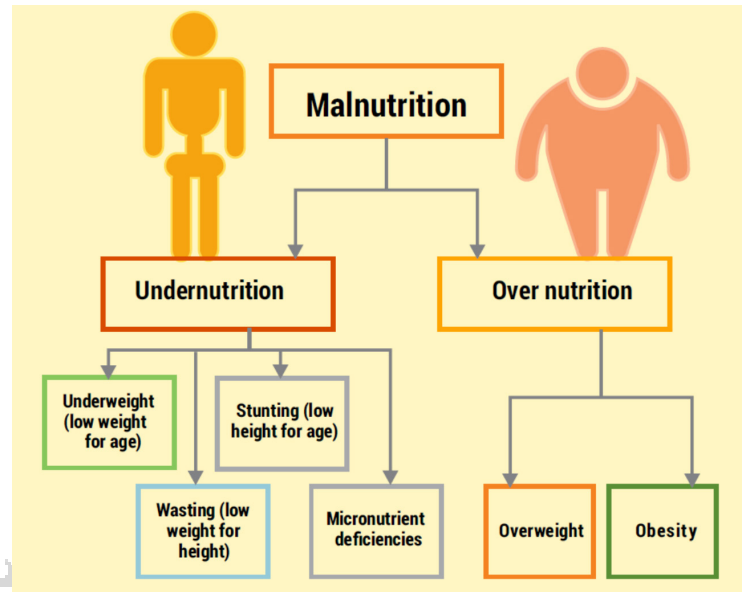 Malnutrition
Undernutrition
Over nutrition
Underweight
(low weight
for age)
Stunting (low
height for age)
Wasting (low
weight for
height)
Micronutrient
deficiencies
Overweight
Obesity